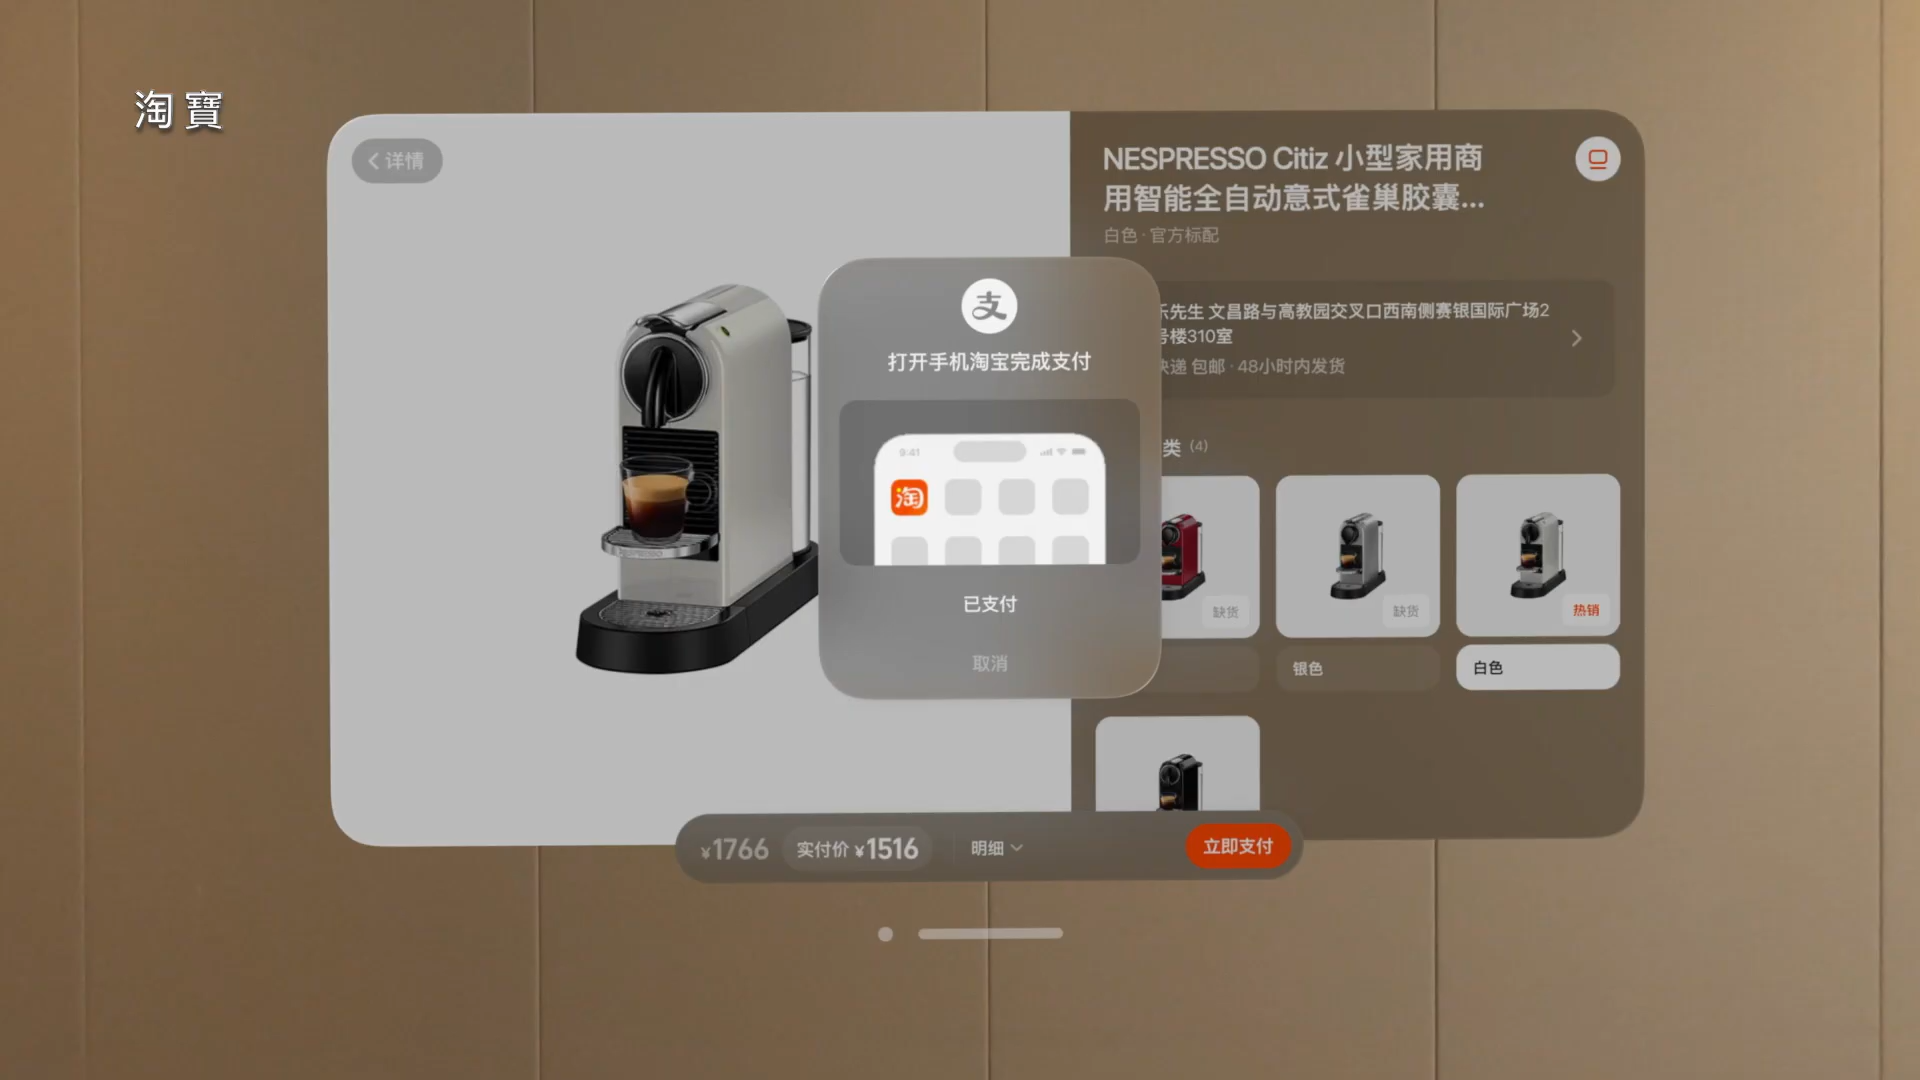 淘寶
详情
NESPRESSO Citiz 小型家用商
用智能全自动意式雀巢胶囊...
白色 · 官方标配
支
打开手机淘宝完成支付
9:41
淘
已支付
取消
先生 文昌路与高教园交叉口西南侧赛银国际广场2
号楼310室
快递 包邮 · 48小时内发货
类 (4)
缺货
缺货
热销
银色
白色
NESPRESSO
¥1766
实付价 ¥1516
明细
立即支付